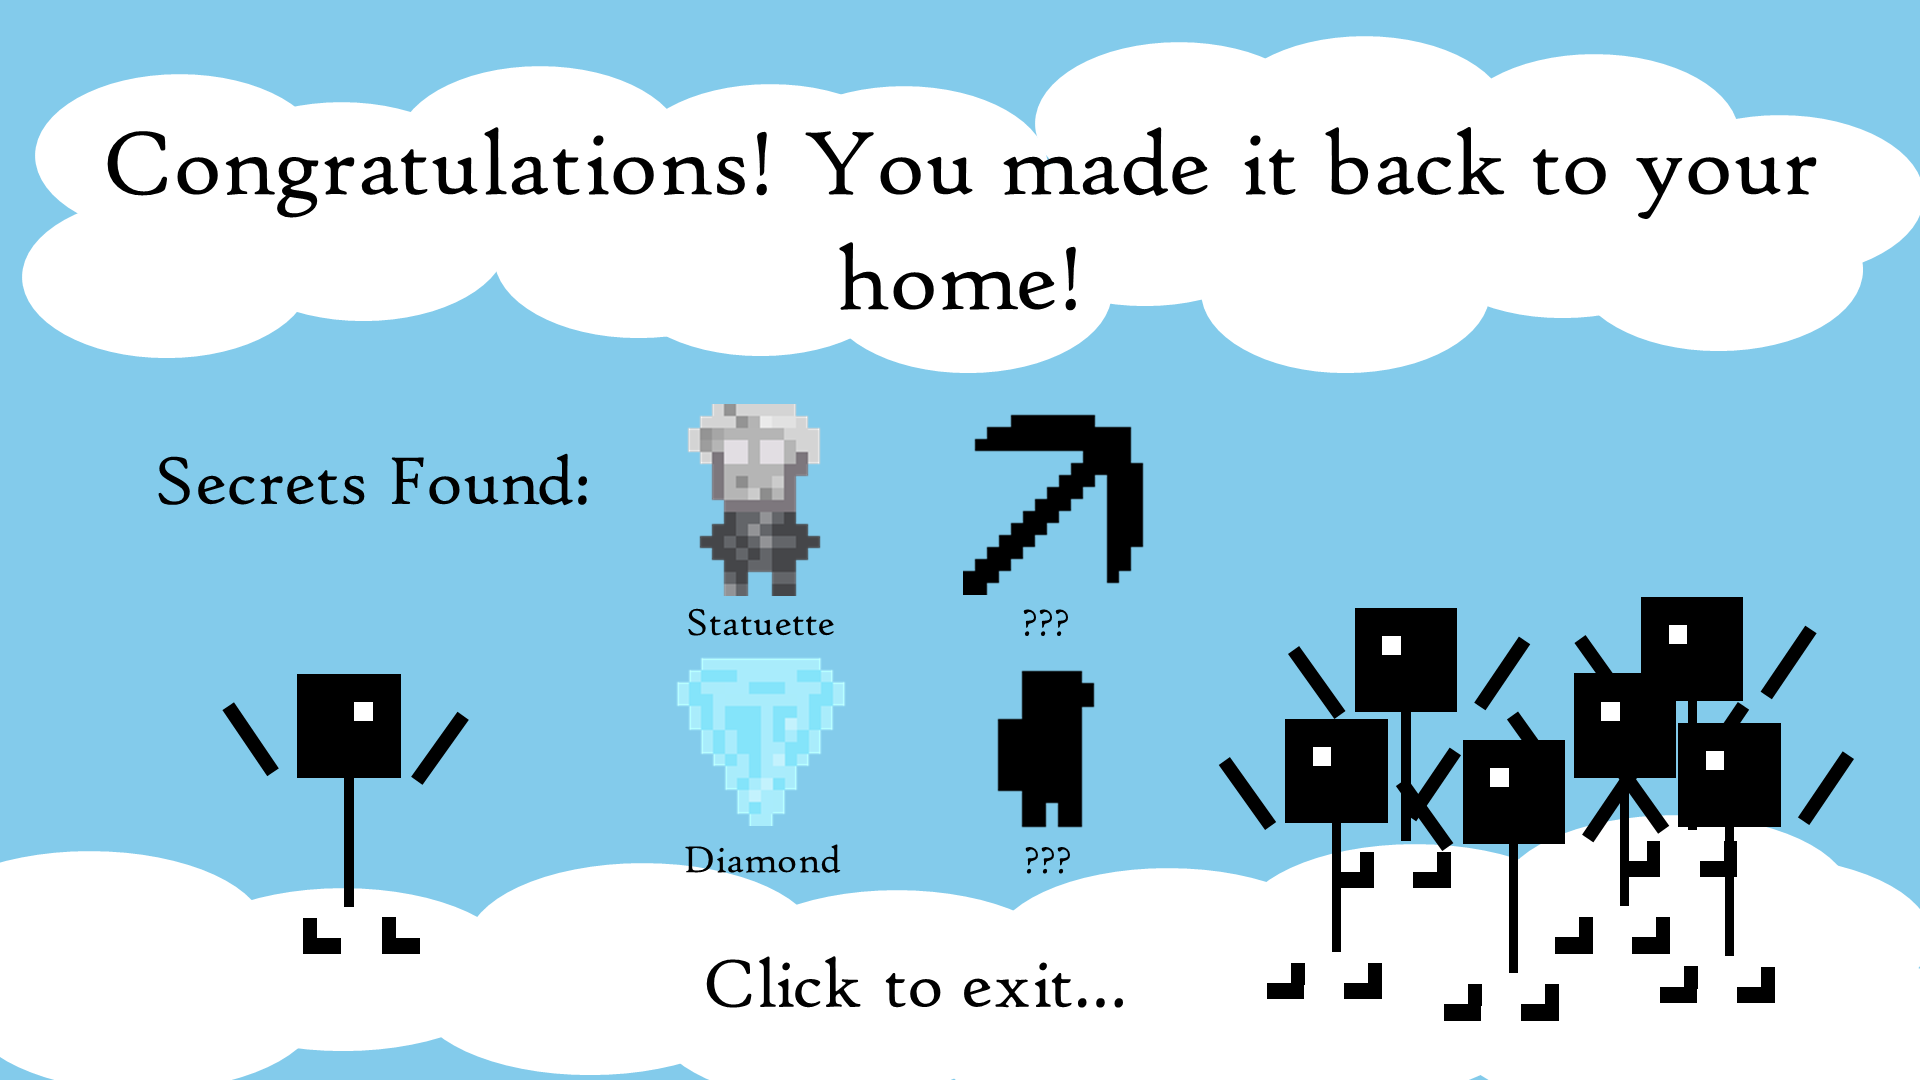 Congratulations! You made it back to your
home!
Secrets Found:
Statuette
???
Diamond
???
Click to exit...